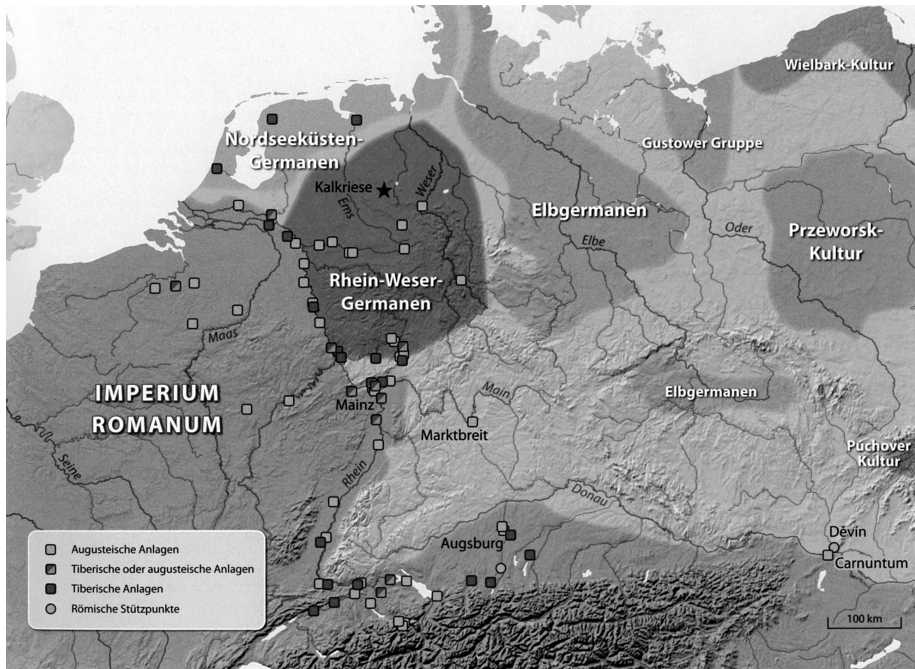 Wielbark-Kultur
Nordseeküsten-
Germanen
Gustower Gruppe
Kalkriese
Ems
Weser
Elbgermanen
Elbe
Oder
Przeworsk-
Kultur
Rhein-Weser-
Germanen
Maas
IMPERIUM
ROMANUM
Mainz
Main
Elbgermanen
Marktbreit
Púchover
Kultur
Seine
Rhein
Donau
Augsburg
Děvín
Carnuntum
Augusteische Anlagen
Tiberische oder augusteische Anlagen
Tiberische Anlagen
Römische Stützpunkte
100 km